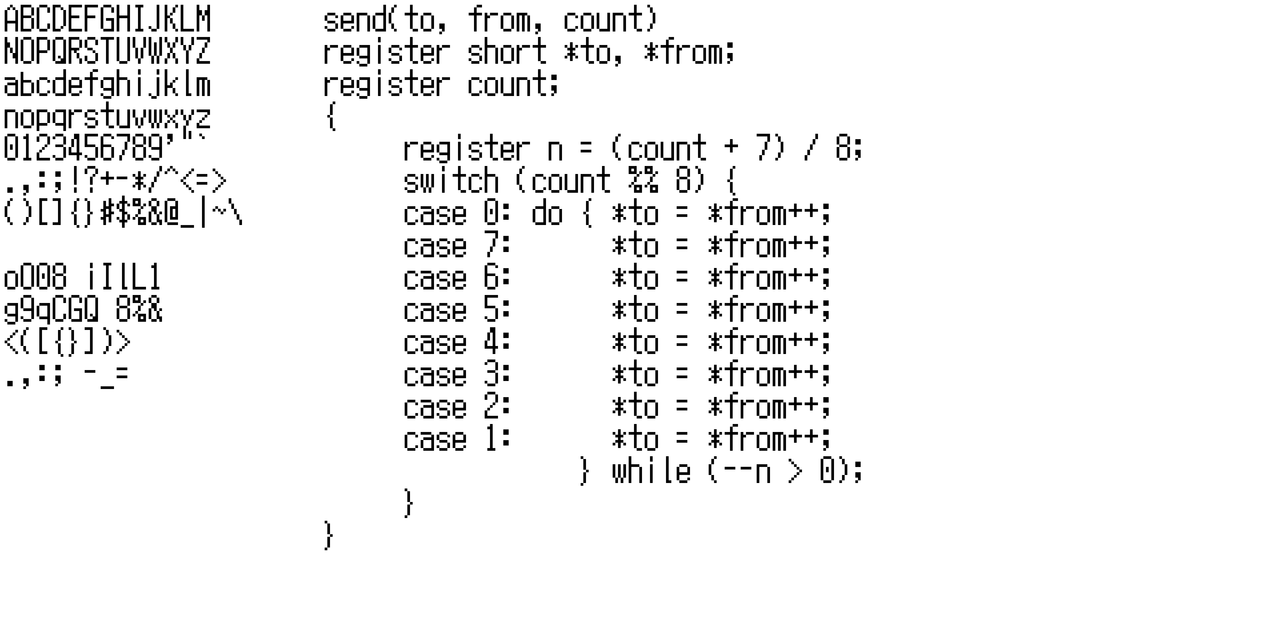 ABCDEFGHIJKLM
NOPQRSTUVWXYZ
abcdefghijklm
nopqrstuvwxyz
0123456789'"`
.,:;!?+-*/^<=>
()[]{}#$%&@_|~\
oO08 iIlL1
g9qCGQ 8%&
<([{}])>
.,:; -_=
send(to, from, count)
register short *to, *from;
register count;
{
register n = (count + 7) / 8;
switch (count %% 8) {
case 0: do { *to = *from++;
case 7: *to = *from++;
case 6: *to = *from++;
case 5: *to = *from++;
case 4: *to = *from++;
case 3: *to = *from++;
case 2: *to = *from++;
case 1: *to = *from++;
} while (--n > 0);
}
}